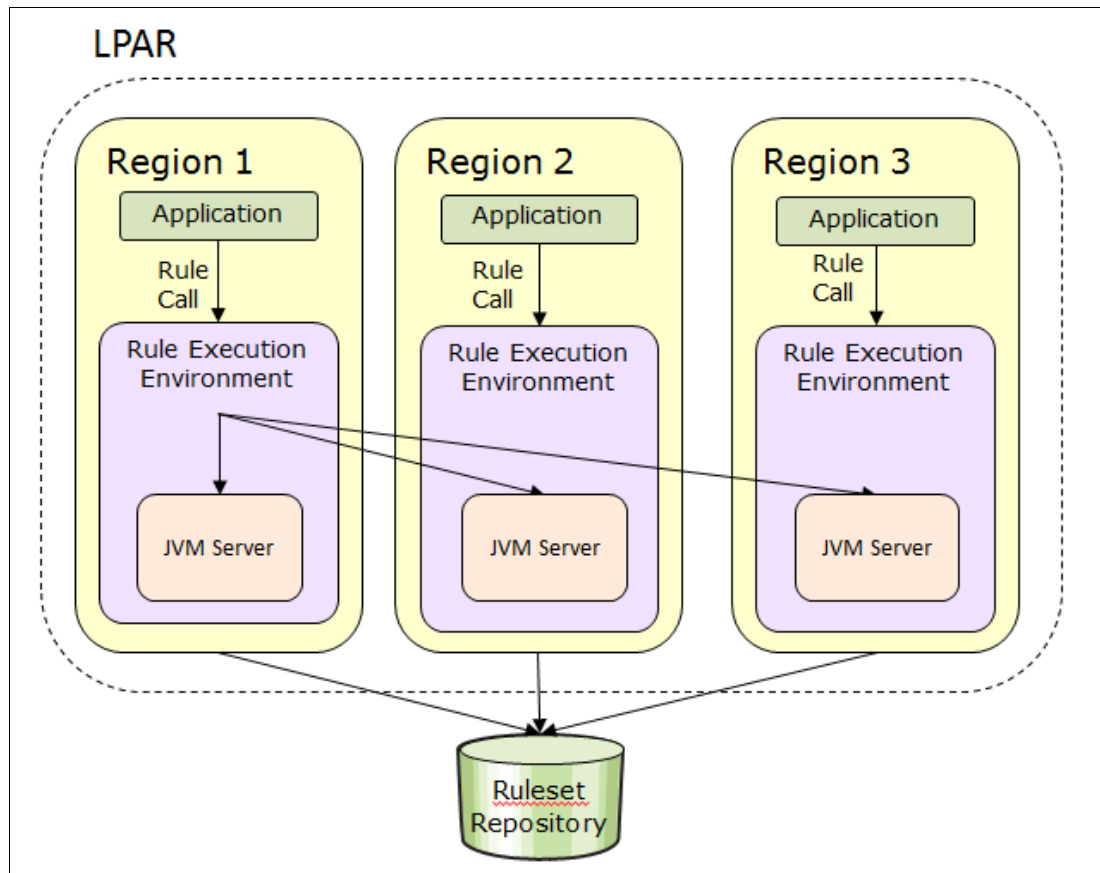 LPAR
Region 1
Application
Rule
Call
Rule Execution
Environment
JVM Server
Region 2
Application
Rule
Call
Rule Execution
Environment
JVM Server
Region 3
Application
Rule
Call
Rule Execution
Environment
JVM Server
Ruleset
Repository